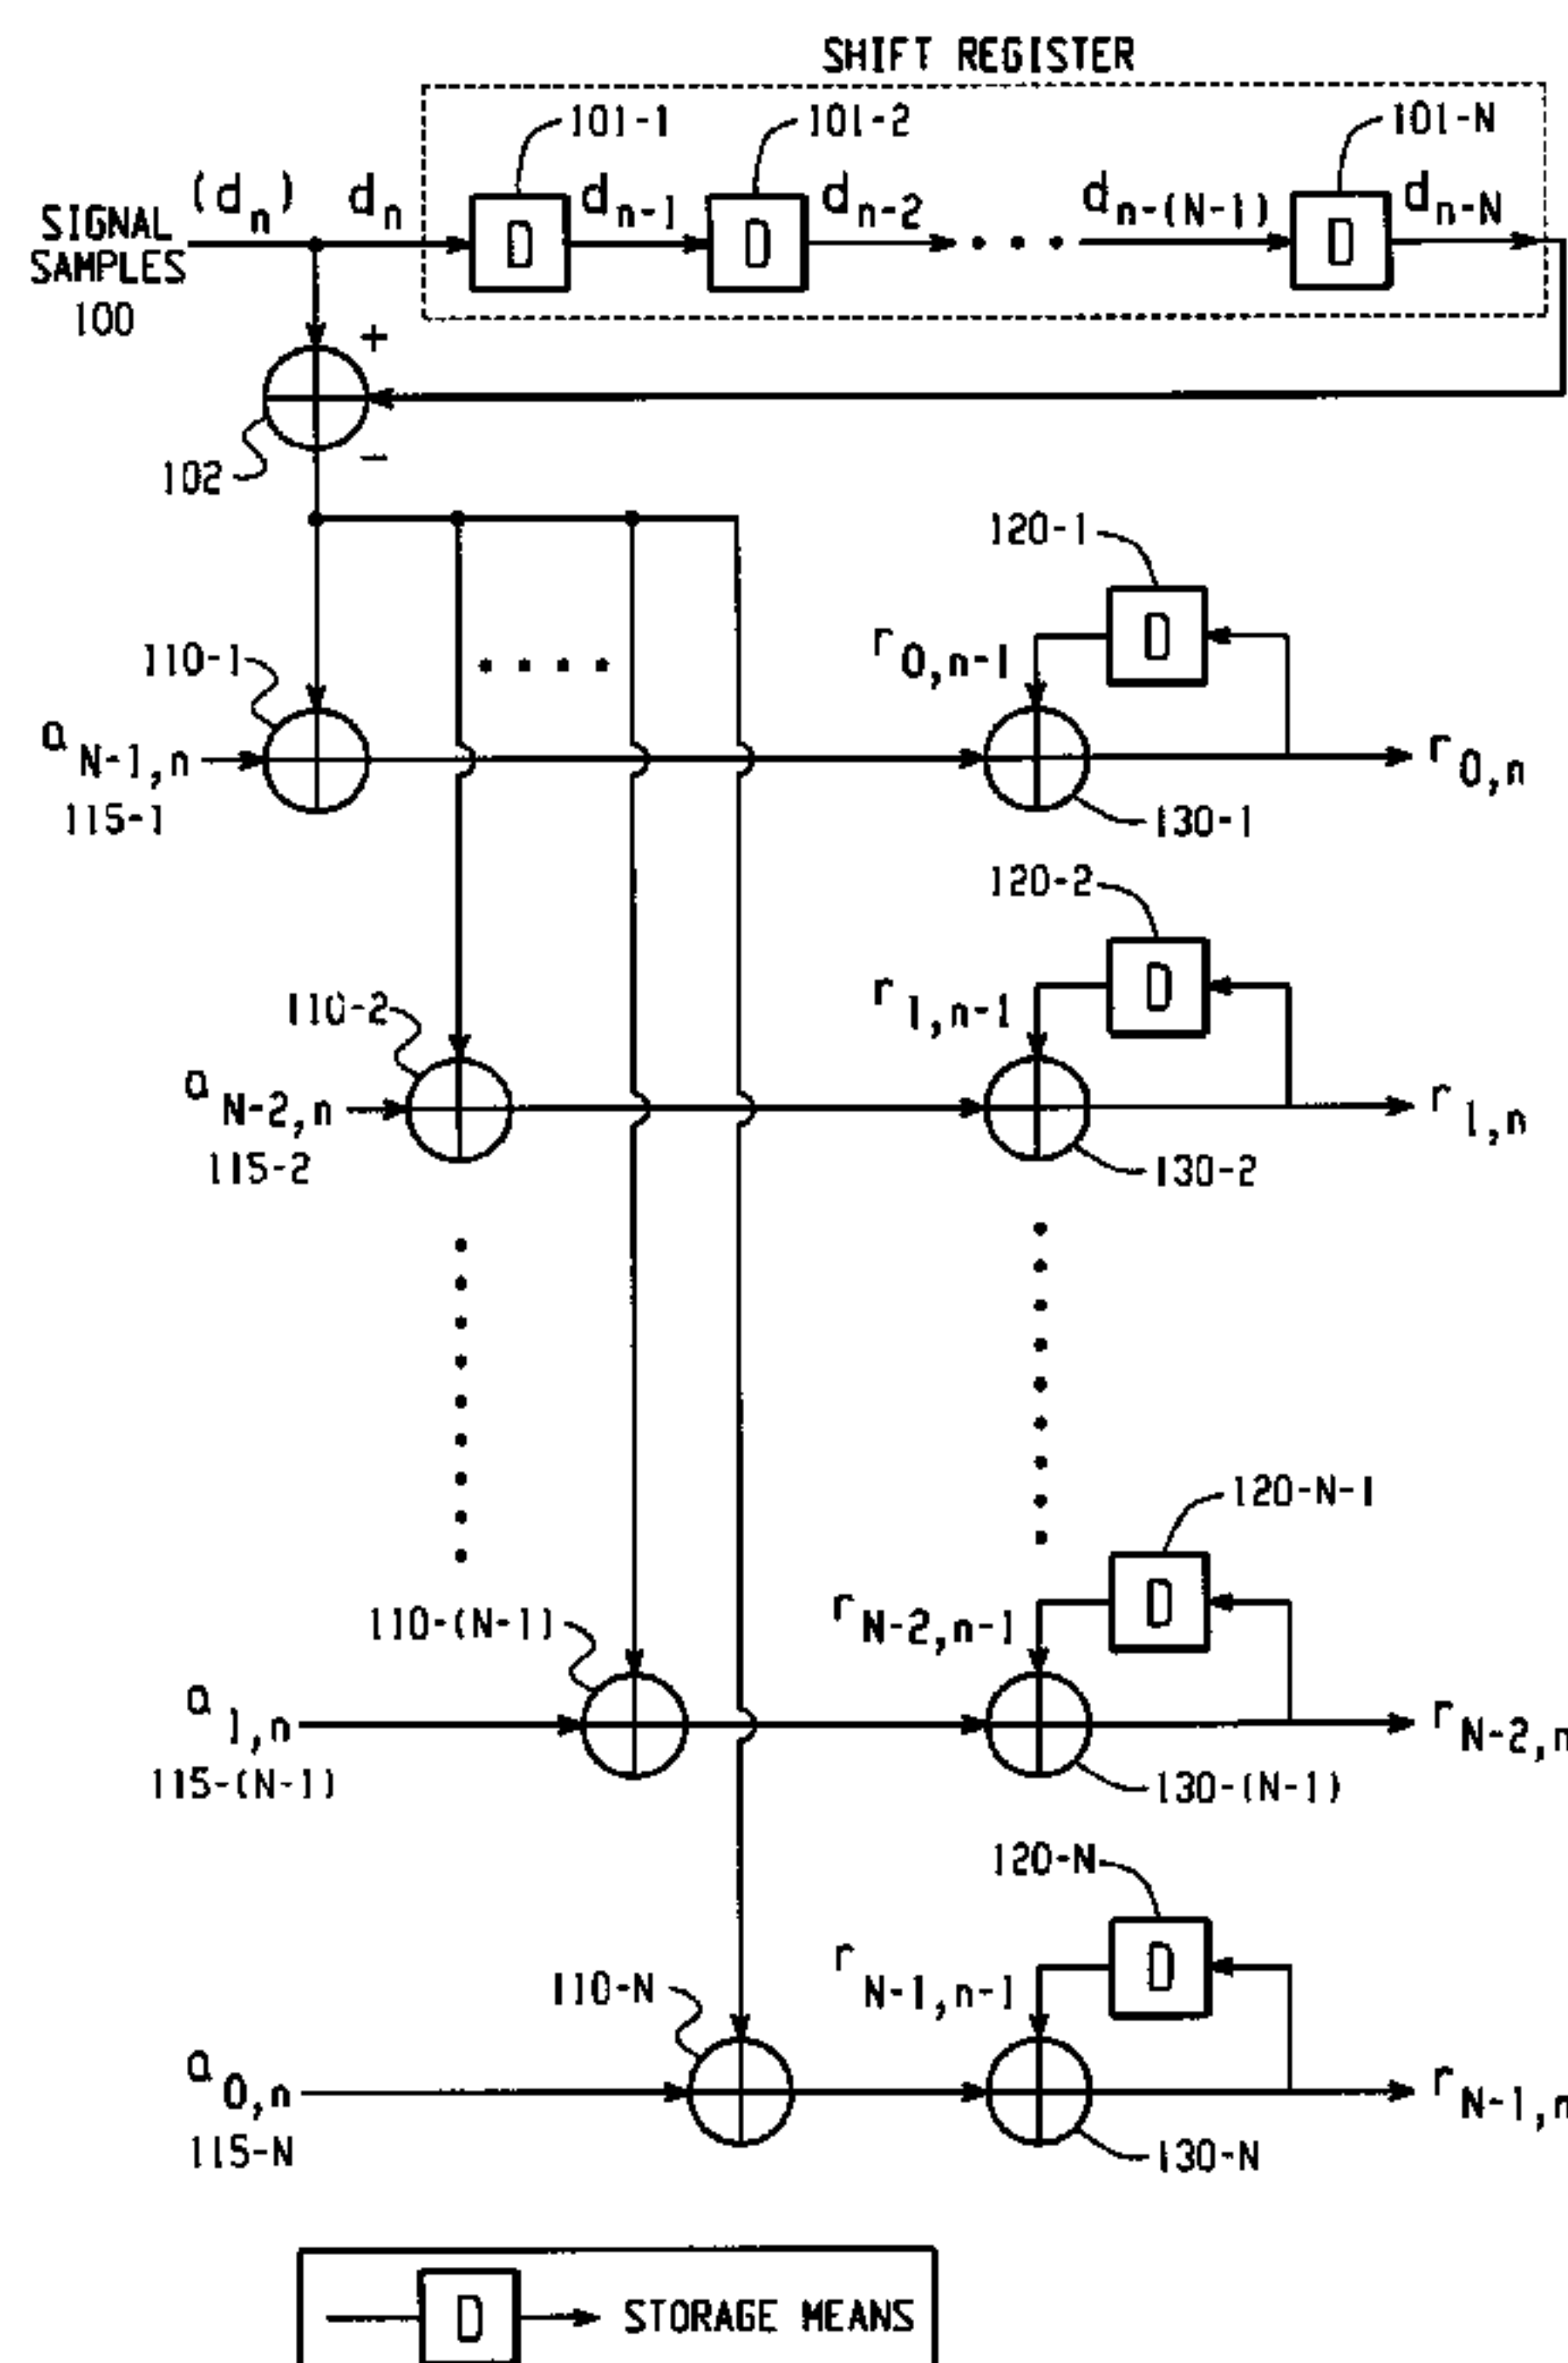 SHIFT REGISTER
101-1
101-2
101-N
(dn)
dn
dn-1
dn-2
dn-(N-1)
dn-N
SIGNAL
SAMPLES
100
D
D
D
+
-
102
120-1
D
r0,n-1
110-1
aN-1,n
115-1
r0,n
130-1
120-2
D
r1,n-1
110-2
aN-2,n
115-2
r1,n
130-2
120-N-1
D
rN-2,n-1
110-(N-1)
a1,n
115-(N-1)
rN-2,n
130-(N-1)
120-N
D
rN-1,n-1
110-N
a0,n
115-N
rN-1,n
130-N
D
STORAGE MEANS